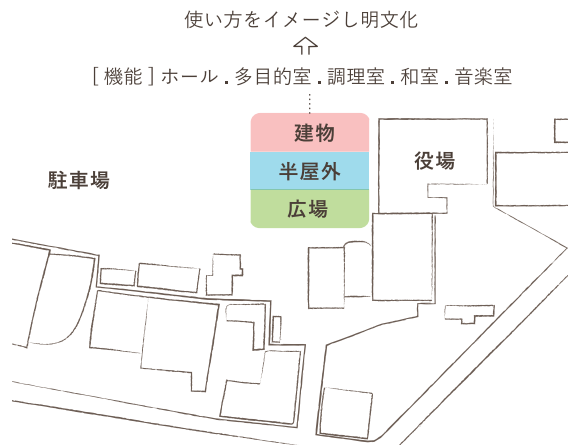 使い方をイメージし明文化
[ 機能 ] ホール . 多目的室 . 調理室 . 和室 . 音楽室
建物
半屋外
広場
役場
駐車場